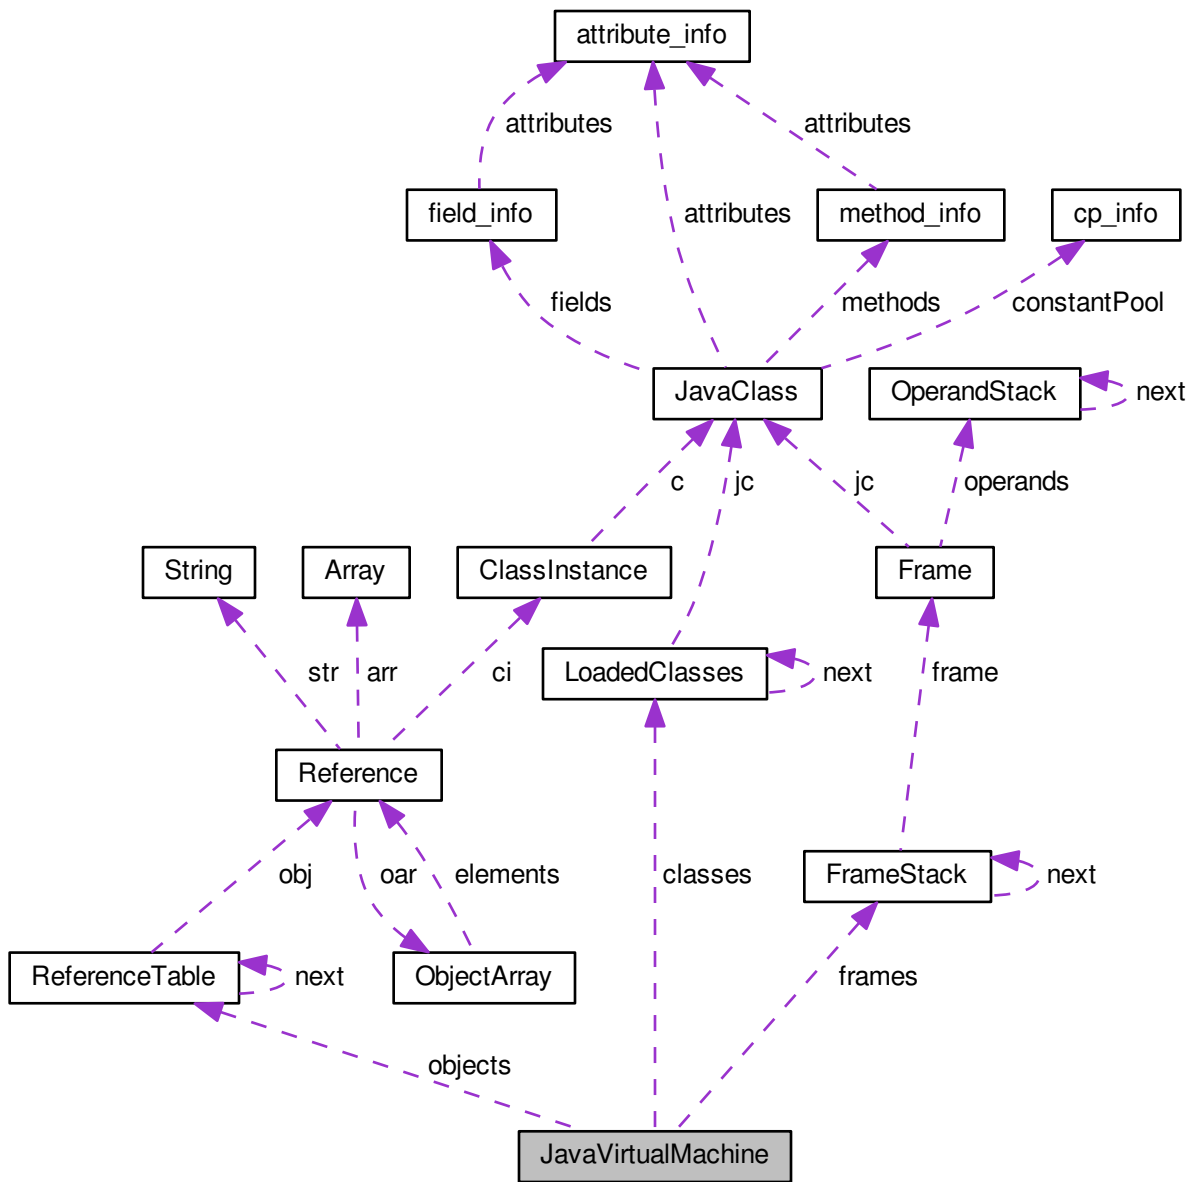 attribute_info
attributes
attributes
field_info
attributes
method_info
cp_info
fields
methods
constantPool
JavaClass
OperandStack
next
c
jc
jc
operands
String
Array
ClassInstance
Frame
str
arr
ci
LoadedClasses
next
frame
Reference
obj
oar
elements
classes
FrameStack
next
ReferenceTable
next
ObjectArray
frames
objects
JavaVirtualMachine